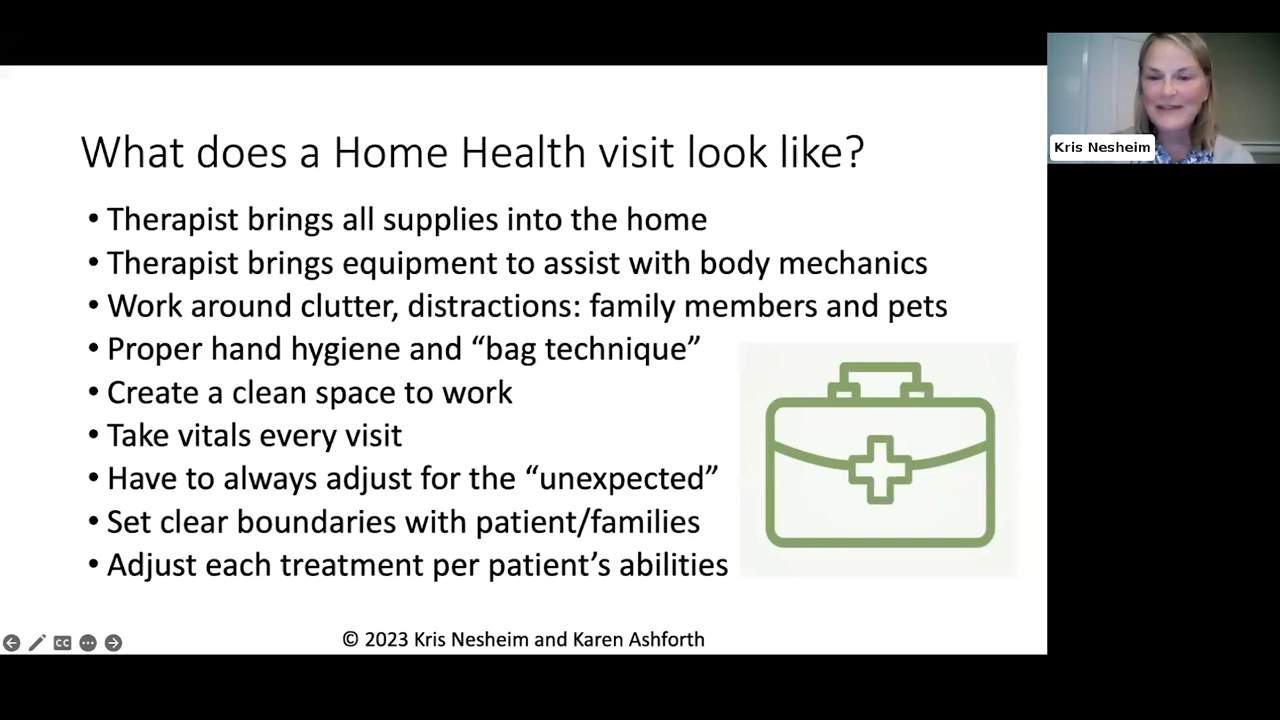 What does a Home Health visit look like?
• Therapist brings all supplies into the home
• Therapist brings equipment to assist with body mechanics
• Work around clutter, distractions: family members and pets
• Proper hand hygiene and “bag technique”
• Create a clean space to work
• Take vitals every visit
• Have to always adjust for the “unexpected”
• Set clear boundaries with patient/families
• Adjust each treatment per patient’s abilities
© 2023 Kris Nesheim and Karen Ashforth
CC
Kris Nesheim